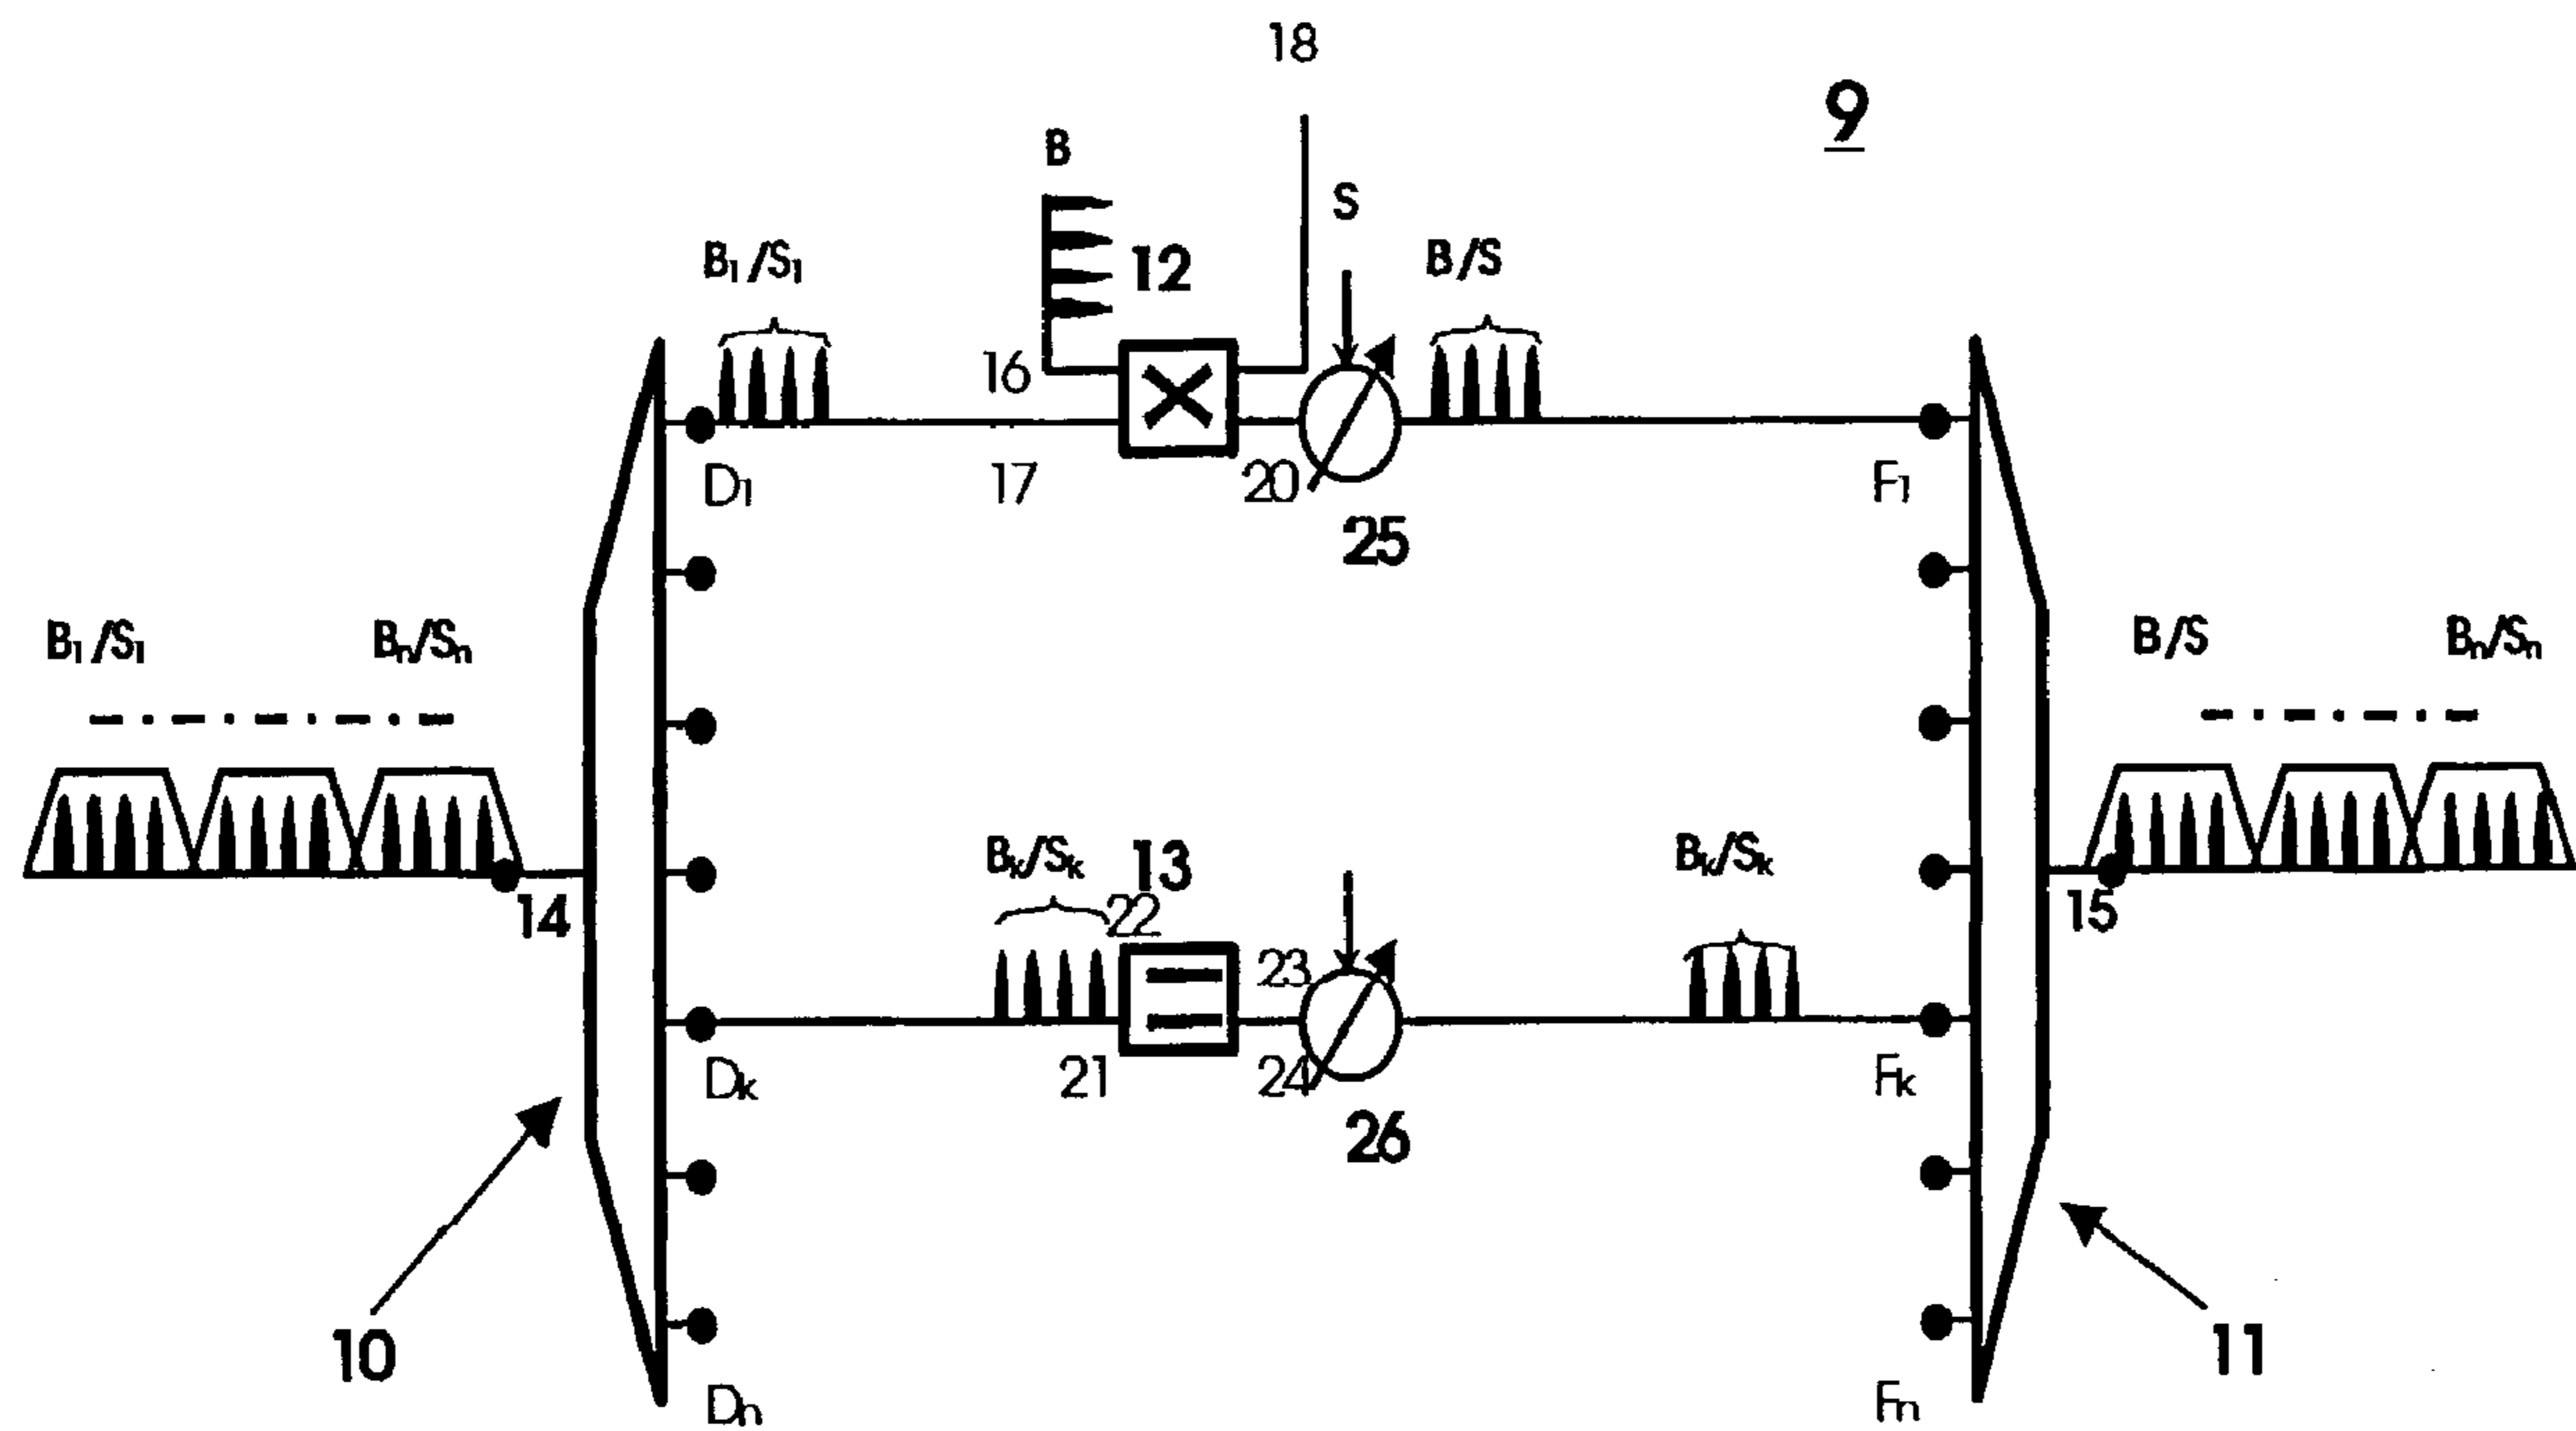 18
9
B
S
B₁/S₁
12
B/S
16
17
20
D₁
F₁
25
B₁/S₁
Bₙ/Sₙ
B/S
Bₙ/Sₙ
Bₖ/Sₖ
13
22
Bₖ/Sₖ
14
15
23
21
24
Dₖ
Fₖ
26
10
11
Dₙ
Fₙ